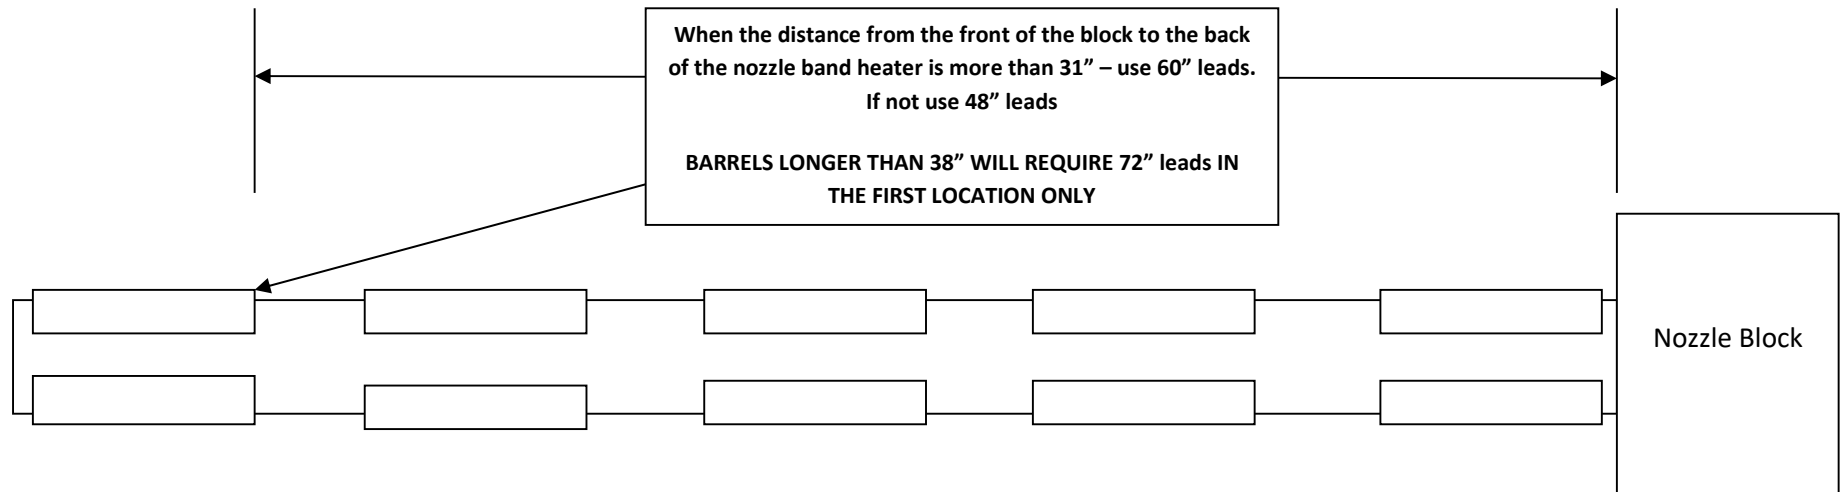 When the distance from the front of the block to the back
of the nozzle band heater is more than 31” – use 60” leads.
If not use 48” leads
BARRELS LONGER THAN 38” WILL REQUIRE 72” leads IN
THE FIRST LOCATION ONLY
Nozzle Block